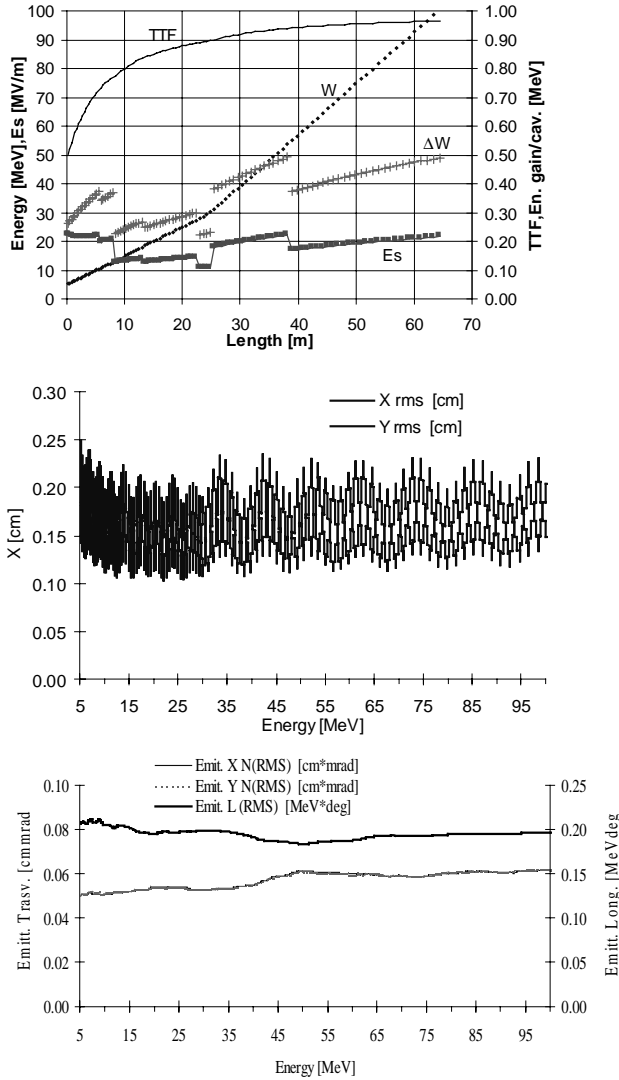 Energy [MeV],Es [MV/m]
100
90
80
70
60
50
40
30
20
10
0
TTF
W
ΔW
Es
1.00
0.90
0.80
0.70
0.60
0.50
0.40
0.30
0.20
0.10
0.00
TTF,En. gain/cav. [MeV]
0 10 20 30 40 50 60 70
Length [m]
X rms [cm]
Y rms [cm]
X [cm]
0.30
0.25
0.20
0.15
0.10
0.05
0.00
5 15 25 35 45 55 65 75 85 95
Energy [MeV]
Emit. X N(RMS) [cm*mrad]
Emit. Y N(RMS) [cm*mrad]
Emit. L (RMS) [MeV*deg]
Emitt. Trasv. [cmmrad
0.10
0.08
0.06
0.04
0.02
0.00
0.25
0.20
0.15
0.10
0.05
0.00
Emitt. Long. [MeVdeg
5 15 25 35 45 55 65 75 85 95
Energy [MeV]